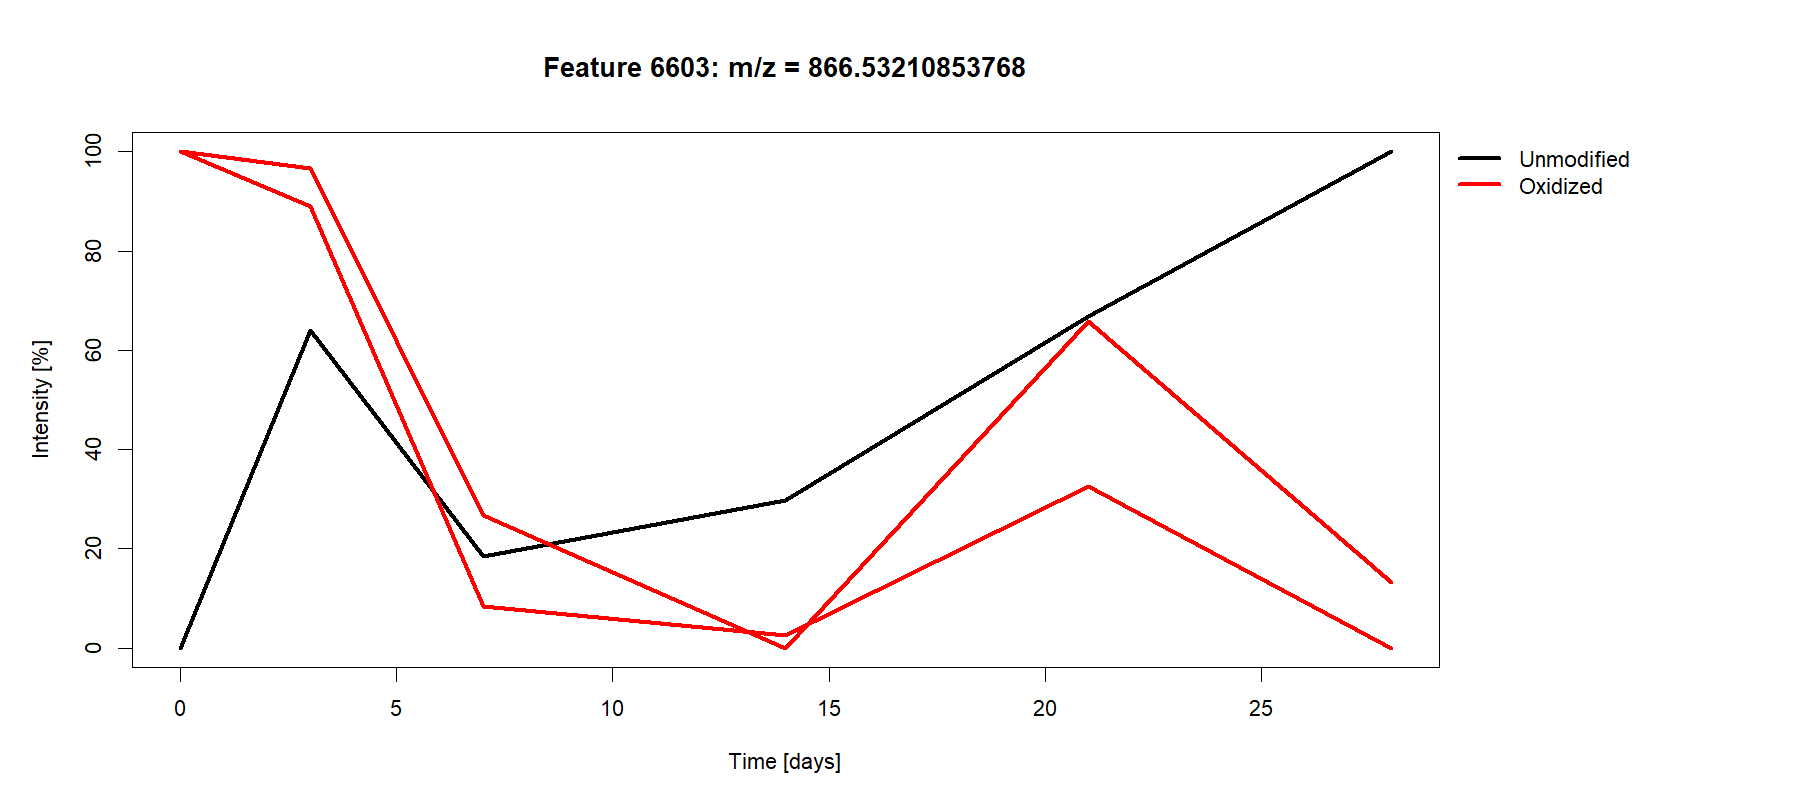 Feature 6603: m/z = 866.53210853768
Unmodified
Oxidized
Intensity [%]
100
80
60
40
20
0
0 5 10 15 20 25
Time [days]